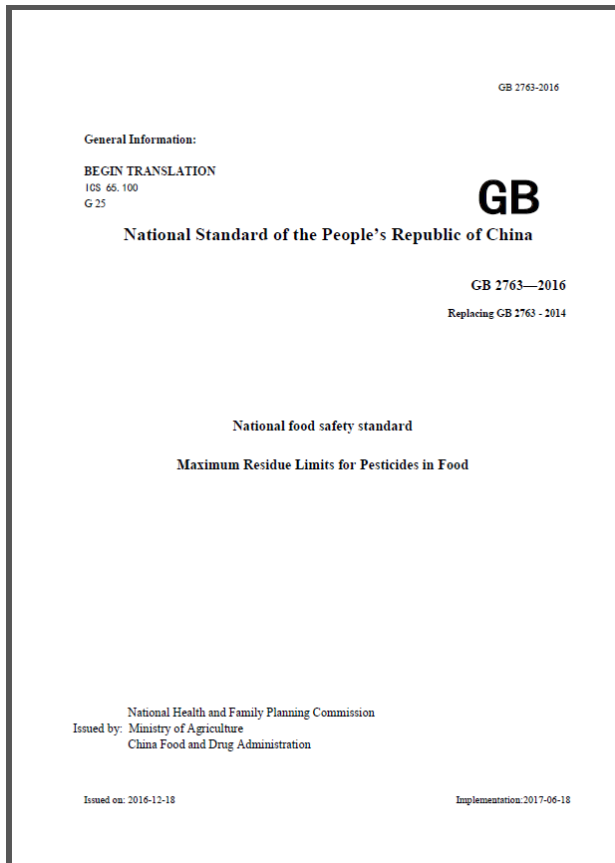 GB 2763-2016
General Information:
BEGIN TRANSLATION
ICS 65.100
G 25
GB
National Standard of the People's Republic of China
GB 2763—2016
Replacing GB 2763 - 2014
National food safety standard
Maximum Residue Limits for Pesticides in Food
National Health and Family Planning Commission
Issued by: Ministry of Agriculture
China Food and Drug Administration
Issued on: 2016-12-18
Implementation:2017-06-18